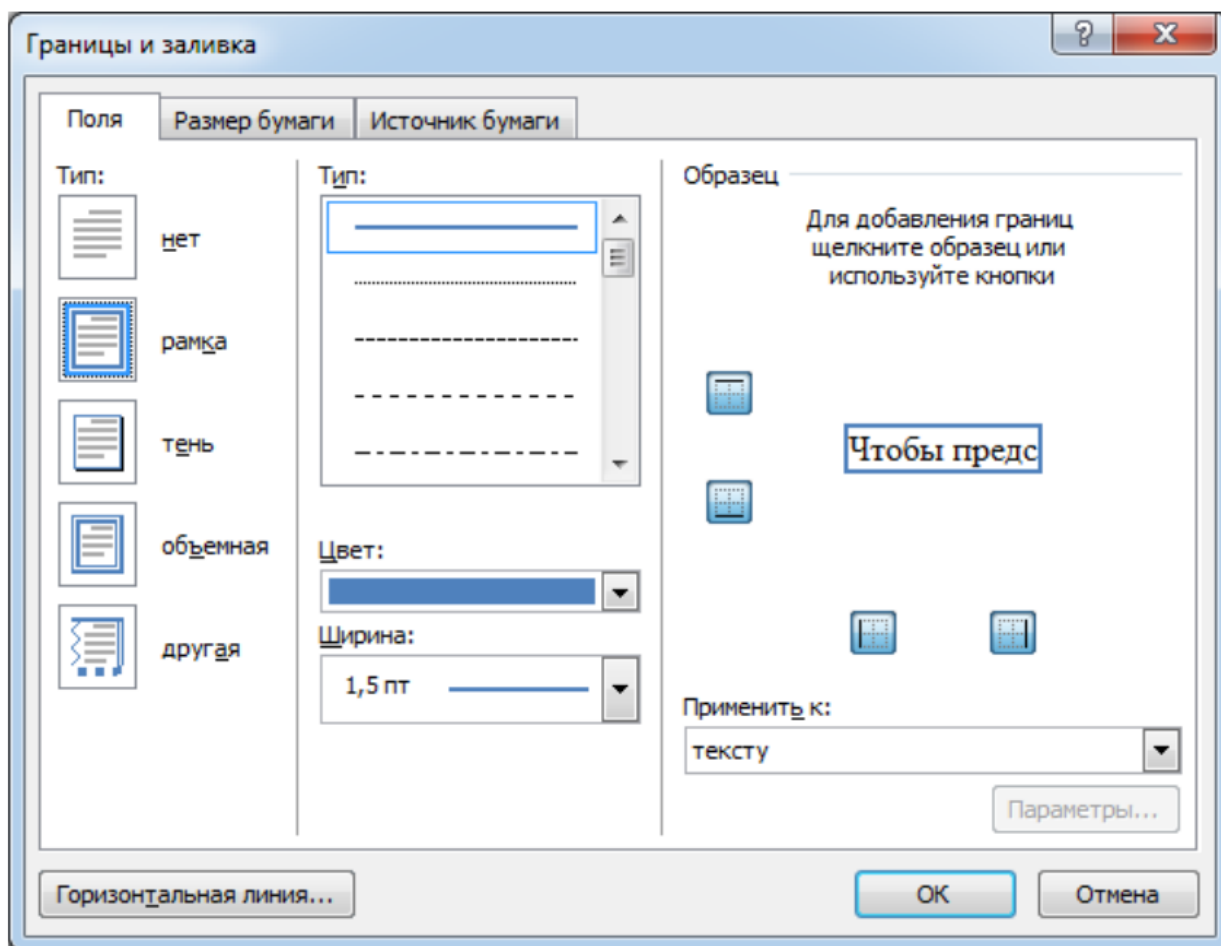 Границы и заливка
Поля
Размер бумаги
Источник бумаги
Тип:
нет
рамка
тень
объемная
другая
Тип:
Цвет:
Ширина:
1,5 пт
Образец
Для добавления границ
щелкните образец или
используйте кнопки
Чтобы предс
Применить к:
тексту
Параметры...
Горизонтальная линия...
ОК
Отмена